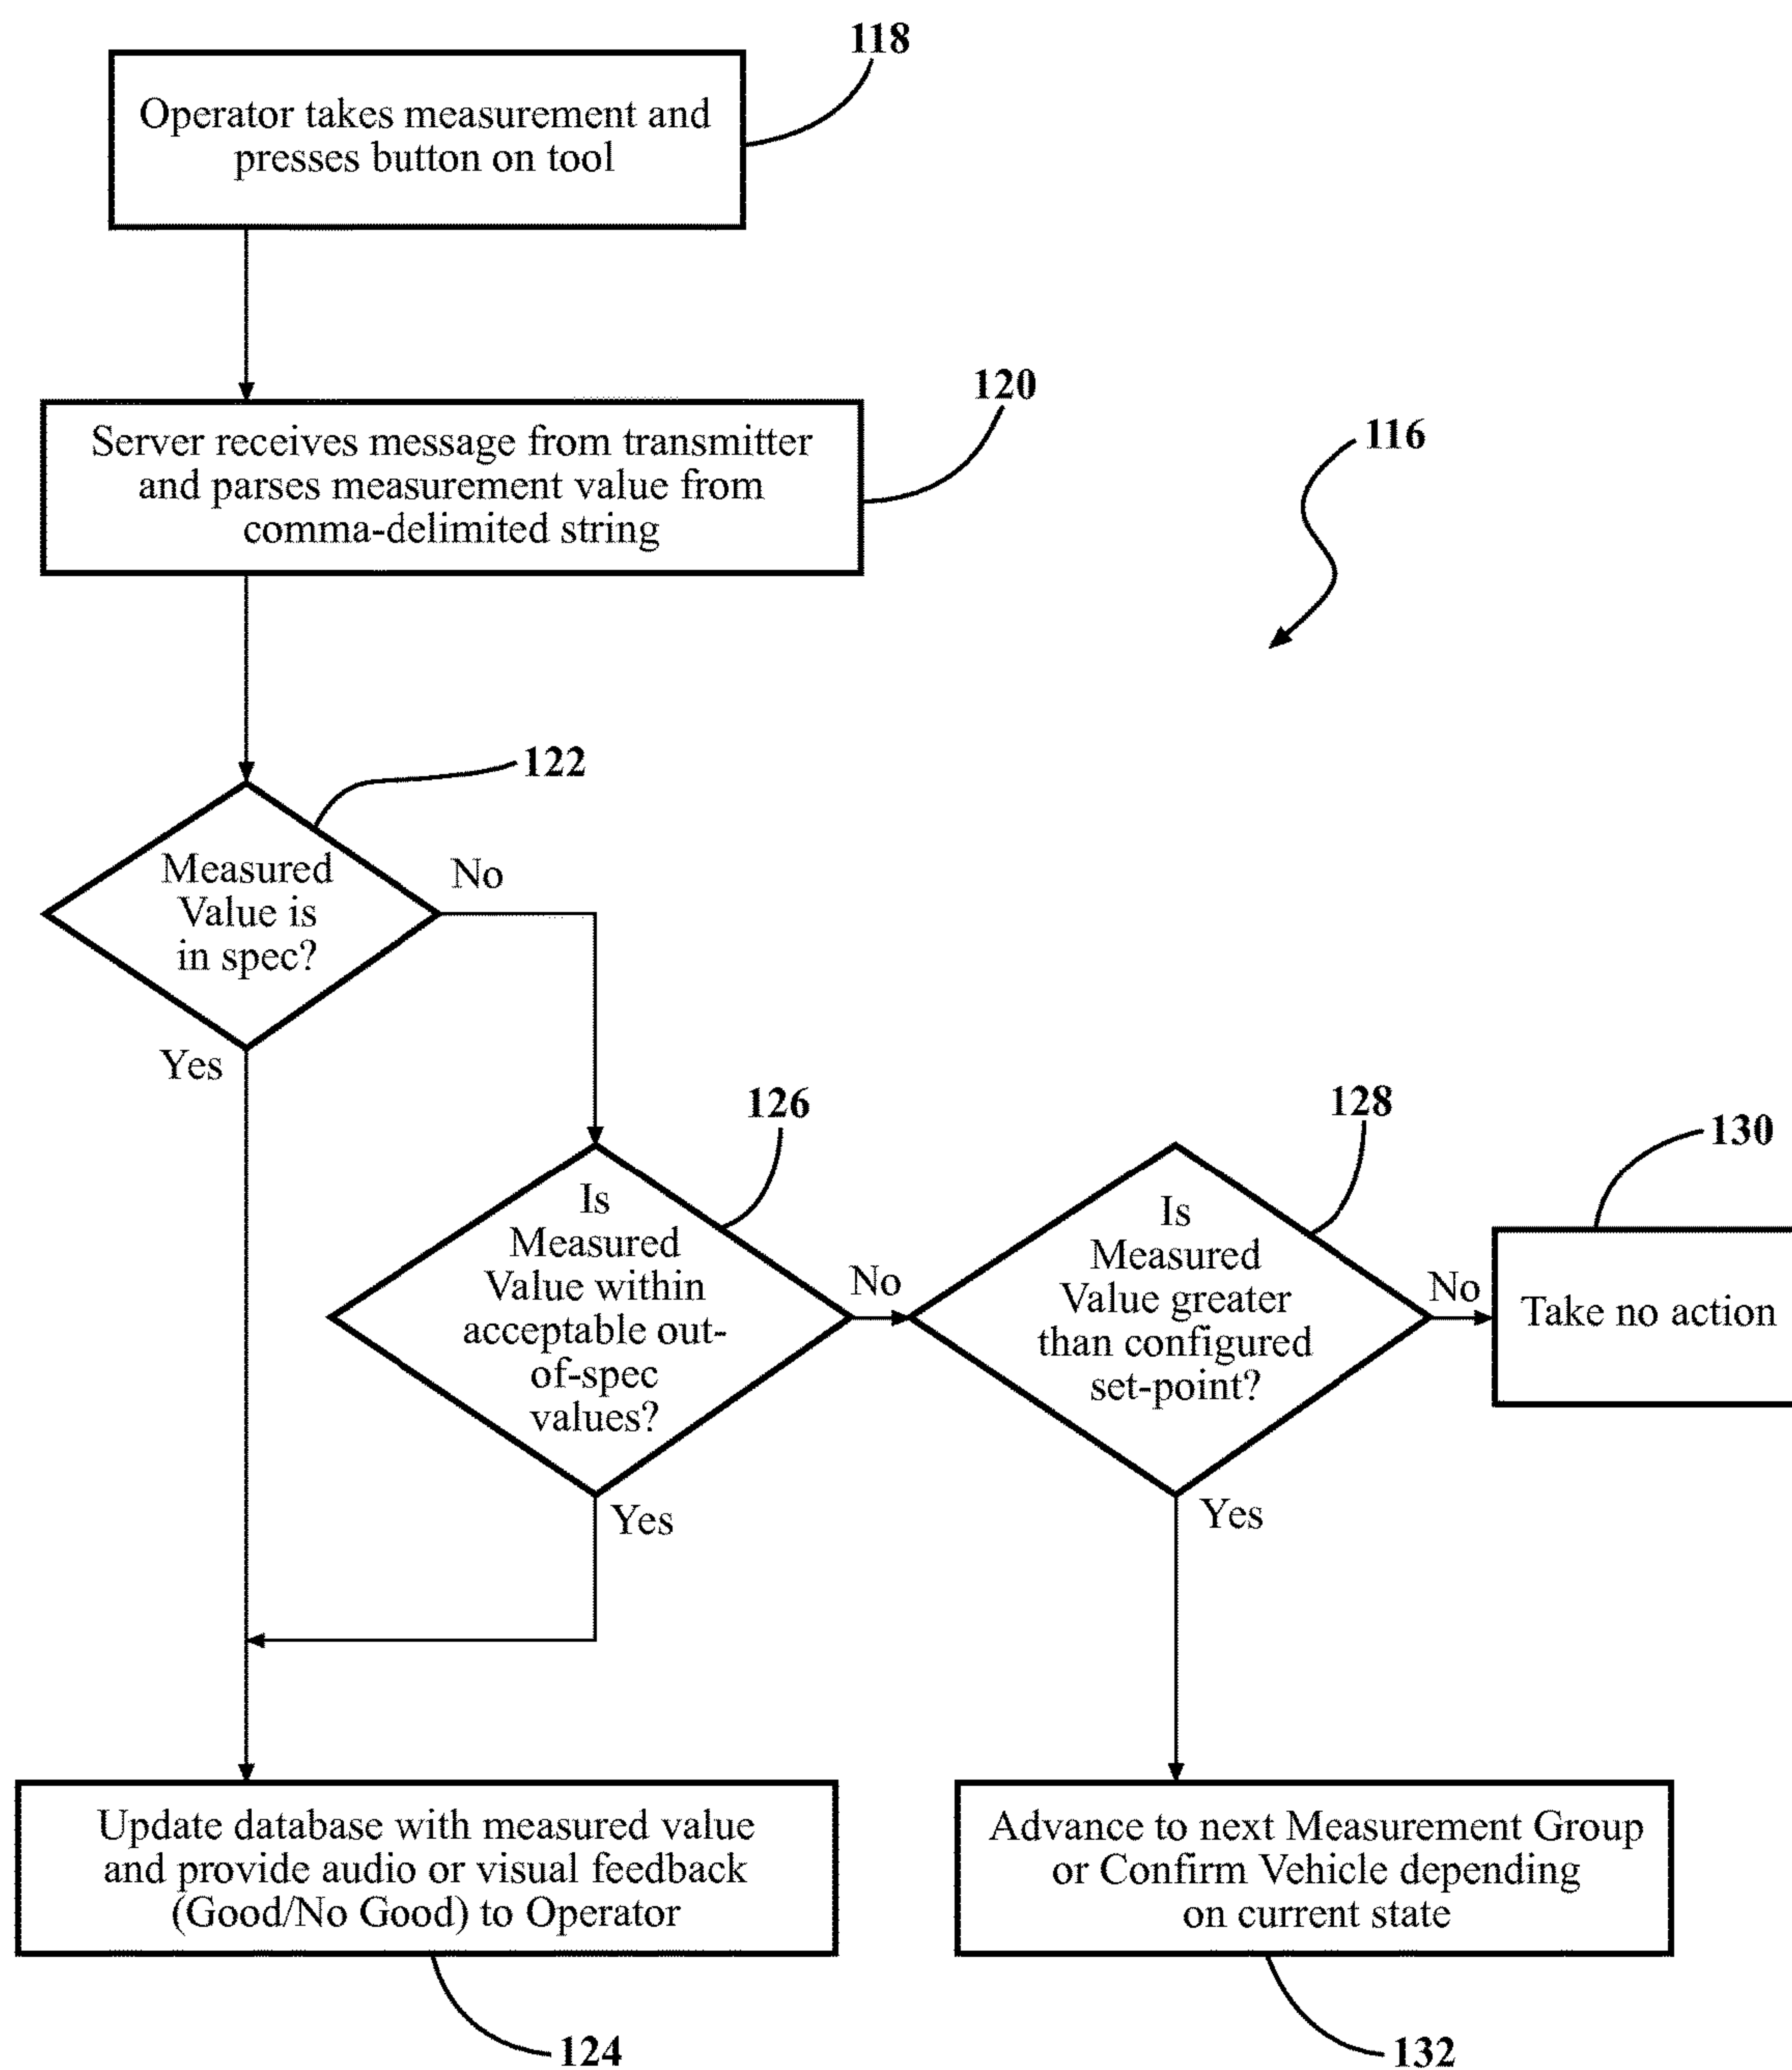 118
Operator takes measurement and
presses button on tool
120
Server receives message from transmitter
and parses measurement value from
comma-delimited string
116
122
Measured
Value is
in spec?
No
Yes
126
Is
Measured
Value within
acceptable out-
of-spec
values?
No
Yes
128
Is
Measured
Value greater
than configured
set-point?
No
Yes
130
Take no action
Update database with measured value
and provide audio or visual feedback
(Good/No Good) to Operator
124
Advance to next Measurement Group
or Confirm Vehicle depending
on current state
132